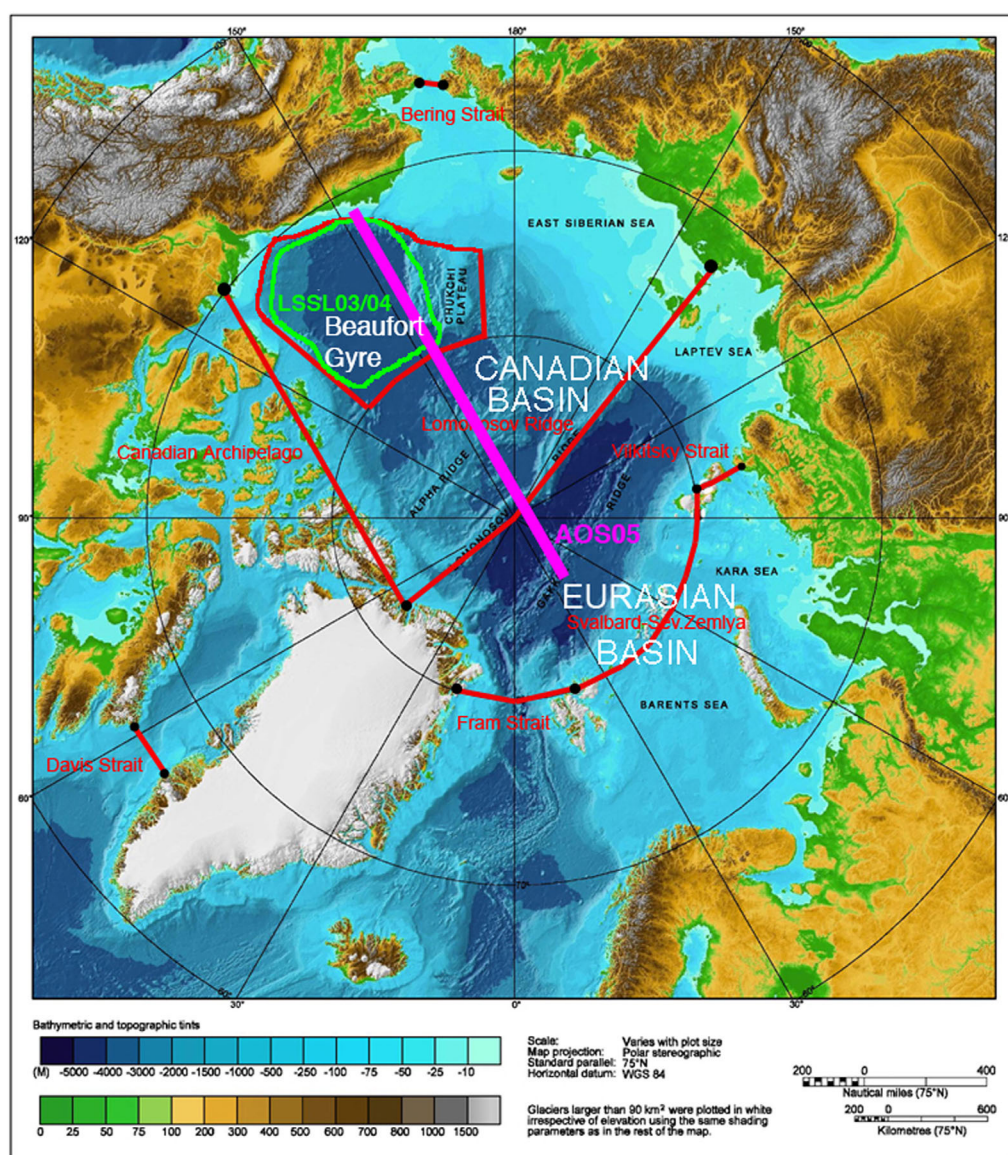 150°
180°
150°
Bering Strait
EAST SIBERIAN SEA
120°
120°
LSSL03/04
Beaufort
Gyre
CHUKCHI
PLATEAU
CANADIAN
BASIN
LAPTEV SEA
Lomonosov Ridge
Vilkitsky Strait
Canadian Archipelago
ALPHA RIDGE
RIDGE
RIDGE
90°
90°
AOS05
KARA SEA
EURASIAN
Svalbard-Sev.Zemlya
BASIN
BARENTS SEA
Fram Strait
Davis Strait
60°
60°
30°
0°
30°
Bathymetric and topographic tints
(M) -5000 -4000 -3000 -2000 -1500 -1000 -500 -200 -100 -75 -50 -25 -10
0 25 50 75 100 200 300 400 500 600 700 800 1000 1500
Scale: Varies with plot size
Map projection: Polar stereographic
Standard parallel: 75°N
Horizontal datum: WGS 84
Glaciers larger than 90 km² were plotted in white
irrespective of elevation using the same shading
parameters as in the rest of the map.
200 0 200 400
Nautical miles (75°N)
200 0 200 600
Kilometres (75°N)